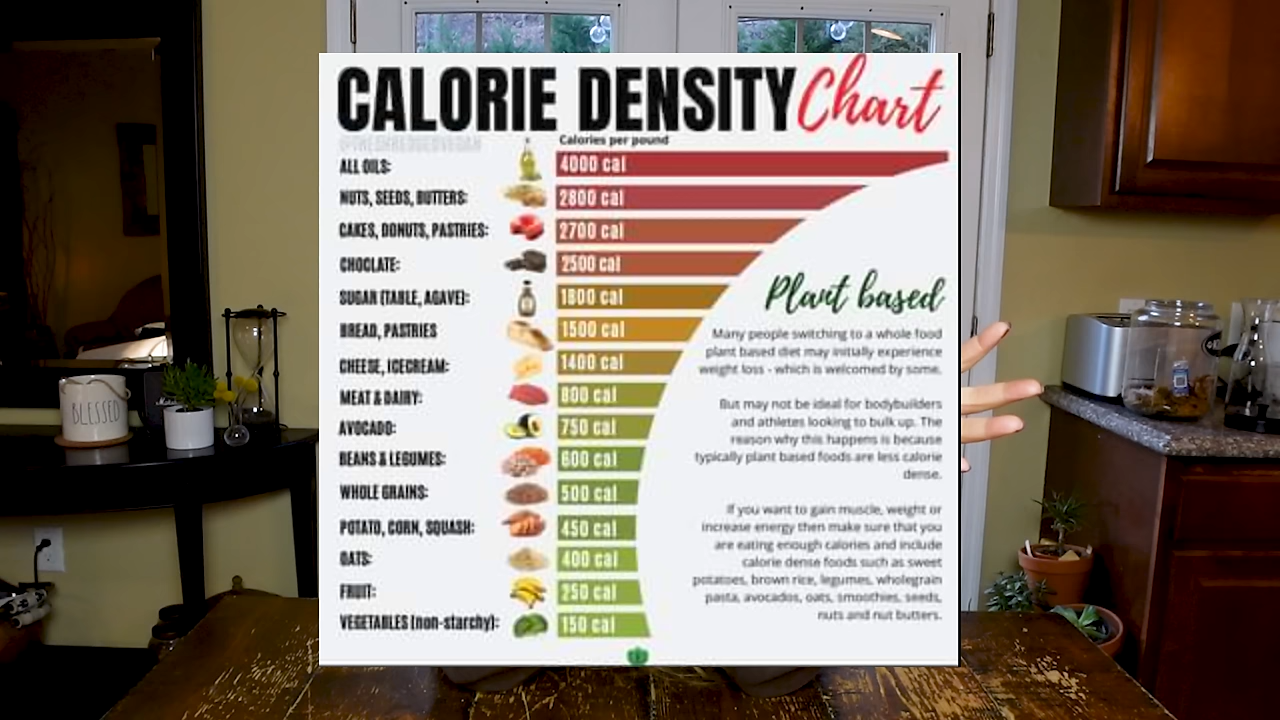 CALORIE DENSITY Chart
@THESHREDDEDVEGAN
Calories per pound
ALL OILS: 4000 cal
NUTS, SEEDS, BUTTERS: 2800 cal
CAKES, DONUTS, PASTRIES: 2700 cal
CHOCLATE: 2500 cal
SUGAR (TABLE, AGAVE): 1800 cal
BREAD, PASTRIES 1500 cal
CHEESE, ICECREAM: 1400 cal
MEAT & DAIRY: 800 cal
AVOCADO: 750 cal
BEANS & LEGUMES: 600 cal
WHOLE GRAINS: 500 cal
POTATO, CORN, SQUASH: 450 cal
OATS: 400 cal
FRUIT: 250 cal
VEGETABLES (non-starchy): 150 cal
Plant based
Many people switching to a whole food
plant based diet may initially experience
weight loss - which is welcomed by some.
But may not be ideal for bodybuilders
and athletes looking to bulk up. The
reason why this happens is because
typically plant based foods are less calorie
dense.
If you want to gain muscle, weight or
increase energy then make sure that you
are eating enough calories and include
calorie dense foods such as sweet
potatoes, brown rice, legumes, wholegrain
pasta, avocados, oats, smoothies, seeds,
nuts and nut butters.
BLESSED